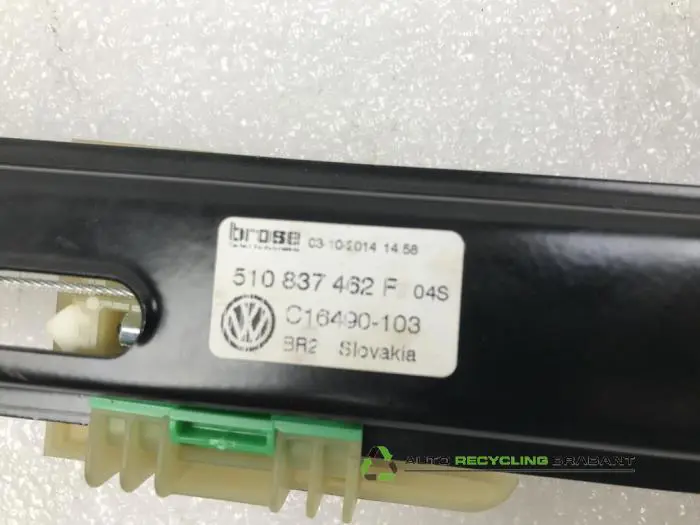 brose 03-10-2014 14:58
510 837 462 F 04S
C16490-103
BR2 Slovakia
AUTO RECYCLING BRABANT